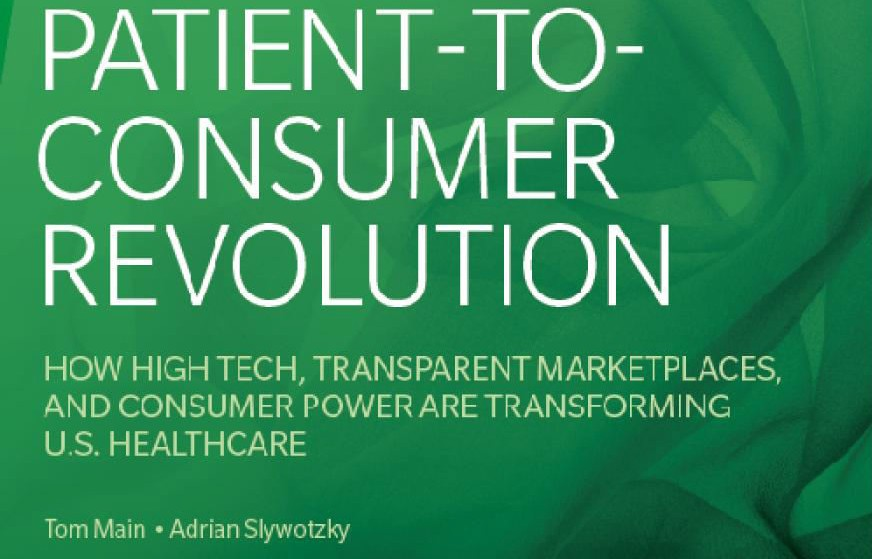 PATIENT-TO-
CONSUMER
REVOLUTION
HOW HIGH TECH, TRANSPARENT MARKETPLACES,
AND CONSUMER POWER ARE TRANSFORMING
U.S. HEALTHCARE
Tom Main • Adrian Slywotzky